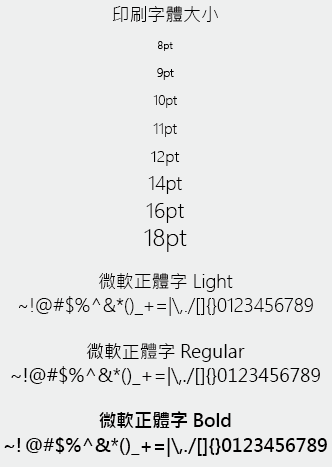 印刷字體大小
8pt
9pt
10pt
11pt
12pt
14pt
16pt
18pt
微軟正體字 Light
~!@#$%^&*()_+=|\,./[]{}0123456789
微軟正體字 Regular
~!@#$%^&*()_+=|\,./[]{}0123456789
微軟正體字 Bold
~! @#$%^&*()_+=|\,./[]{}0123456789